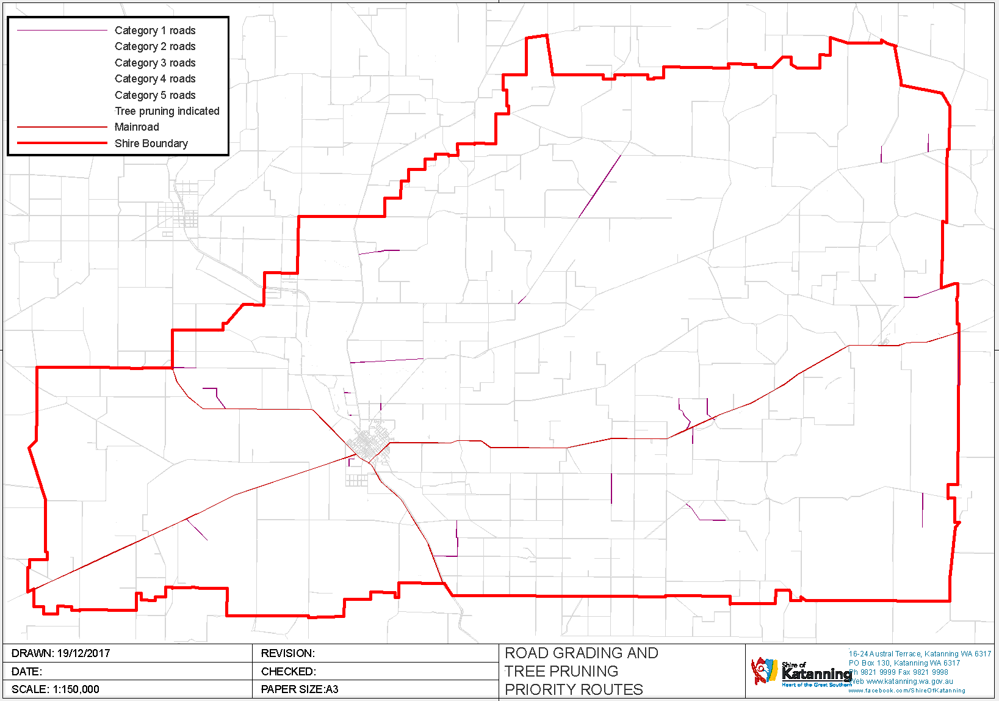 Category 1 roads
Category 2 roads
Category 3 roads
Category 4 roads
Category 5 roads
Tree pruning indicated
Mainroad
Shire Boundary
DRAWN: 19/12/2017
DATE:
SCALE: 1:150,000
REVISION:
CHECKED:
PAPER SIZE:A3
ROAD GRADING AND
TREE PRUNING
PRIORITY ROUTES
Shire of
Katanning
Heart of the Great Southern
16-24 Austral Terrace, Katanning WA 6317
PO Box 130, Katanning WA 6317
Ph 9821 9999 Fax 9821 9998
Web www.katanning.wa.gov.au
www.facebook.com/ShireOfKatanning